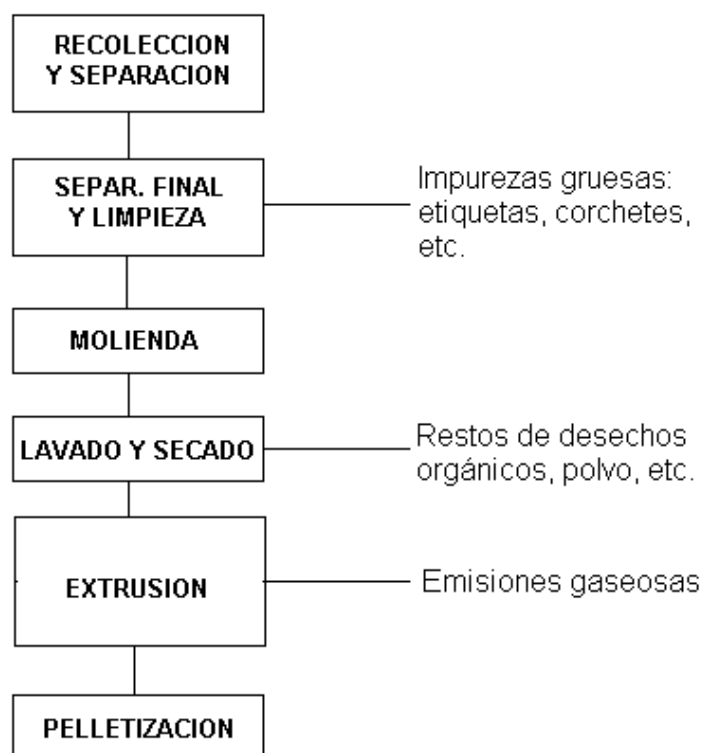 RECOLECCION
Y SEPARACION
SEPAR. FINAL
Y LIMPIEZA
Impurezas gruesas:
etiquetas, corchetes,
etc.
MOLIENDA
LAVADO Y SECADO
Restos de desechos
orgánicos, polvo, etc.
EXTRUSION
Emisiones gaseosas
PELLETIZACION